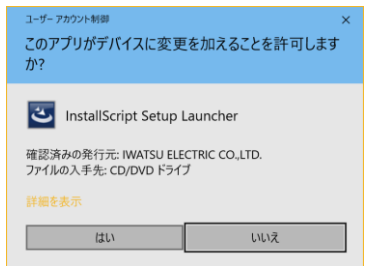 ユーザー アカウント制御
×
このアプリがデバイスに変更を加えることを許可します
か?
InstallScript Setup Launcher
確認済みの発行元: IWATSU ELECTRIC CO.,LTD.
ファイルの入手先: CD/DVD ドライブ
詳細を表示
はい
いいえ